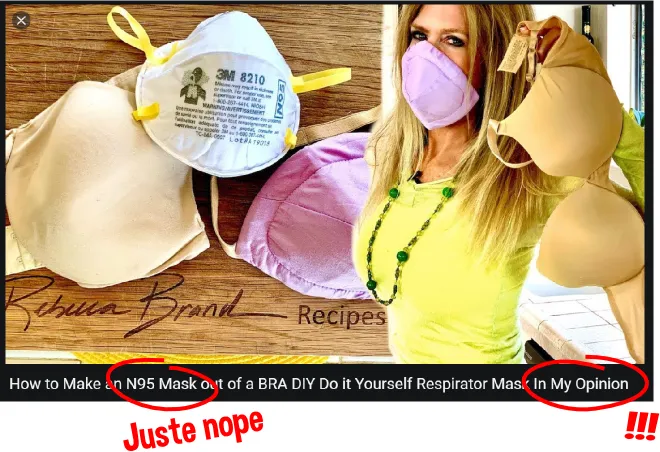 3M 8210
N95
Rebecca Brand
Recipes
How to Make an N95 Mask out of a BRA DIY Do it Yourself Respirator Mask In My Opinion
Juste nope
!!!